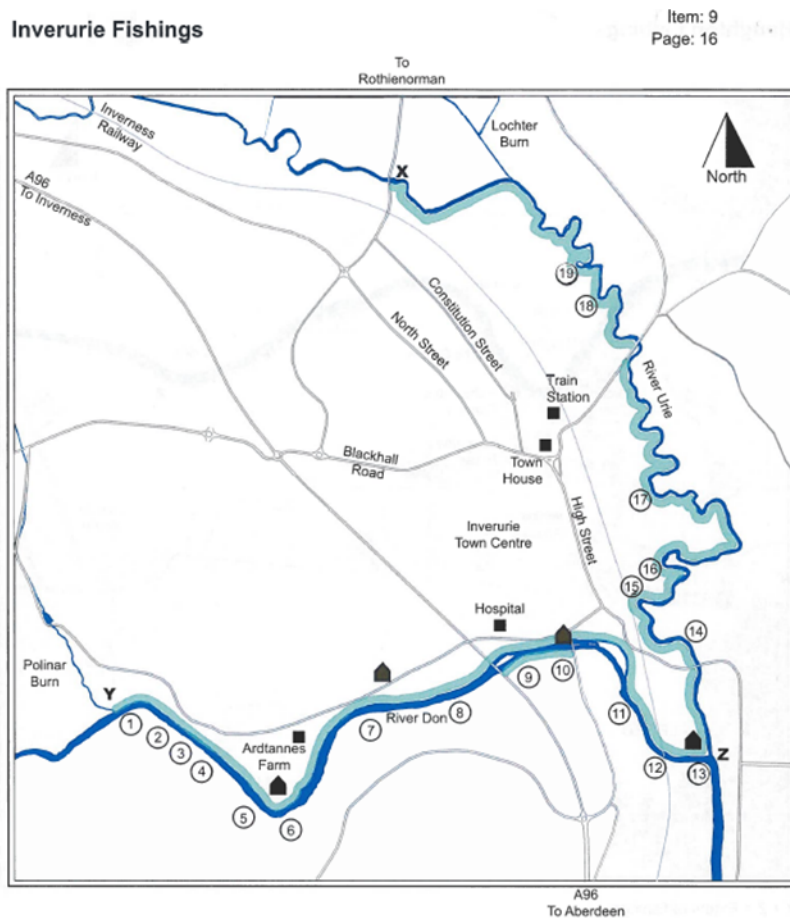 Inverurie Fishings
Item: 9
Page: 16
To
Rothienorman
Inverness
Railway
Lochter
Burn
X
North
A96
To Inverness
19
18
Constitution Street
North Street
River Urie
Train
Station
Blackhall
Road
Town
House
17
High Street
Inverurie
Town Centre
16
15
Hospital
14
Polinar
Burn
Y
1
2
3
4
5
6
7
8
9
10
11
12
13
River Don
Ardtannes
Farm
Z
A96
To Aberdeen